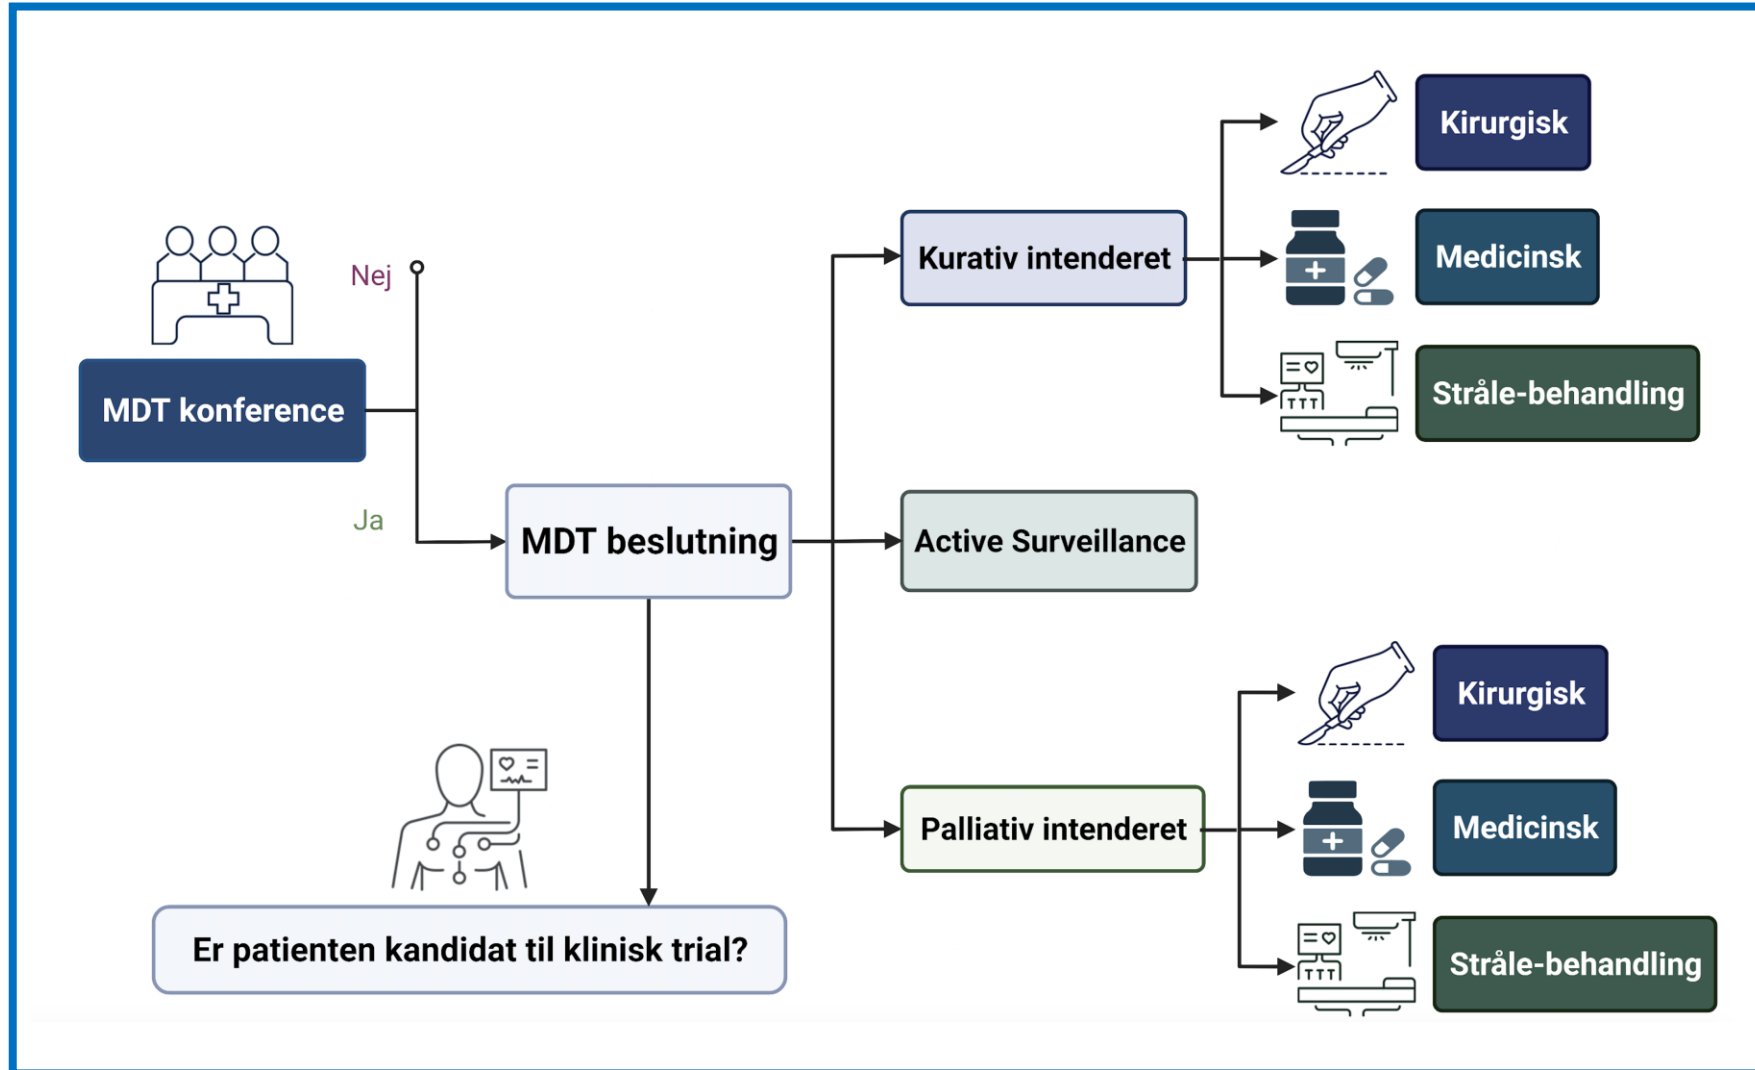 MDT konference
Nej
Ja
MDT beslutning
Er patienten kandidat til klinisk trial?
Kurativ intenderet
Kirurgisk
Medicinsk
Stråle-behandling
Active Surveillance
Palliativ intenderet
Kirurgisk
Medicinsk
Stråle-behandling